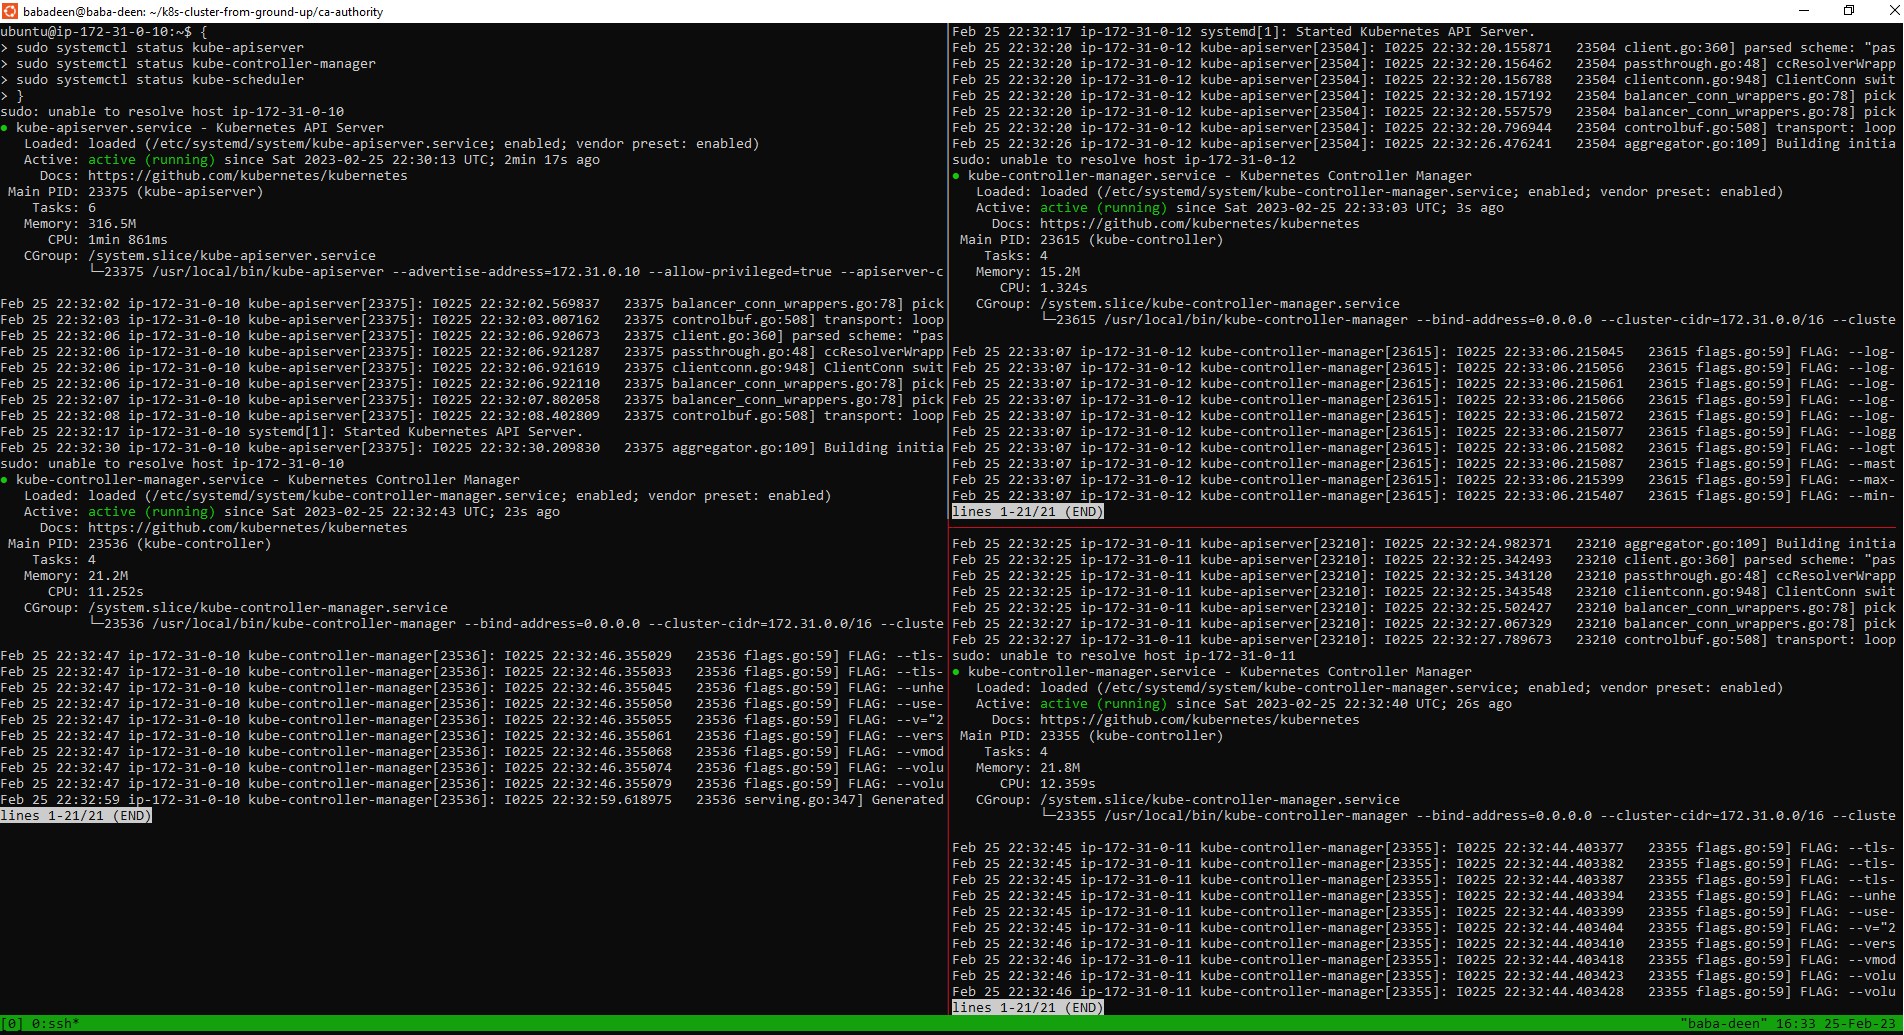 babadeen@baba-deen: ~/k8s-cluster-from-ground-up/ca-authority
ubuntu@ip-172-31-0-10:~$ {
> sudo systemctl status kube-apiserver
> sudo systemctl status kube-controller-manager
> sudo systemctl status kube-scheduler
> }
sudo: unable to resolve host ip-172-31-0-10
● kube-apiserver.service - Kubernetes API Server
Loaded: loaded (/etc/systemd/system/kube-apiserver.service; enabled; vendor preset: enabled)
Active: active (running) since Sat 2023-02-25 22:30:13 UTC; 2min 17s ago
Docs: https://github.com/kubernetes/kubernetes
Main PID: 23375 (kube-apiserver)
Tasks: 6
Memory: 316.5M
CPU: 1min 861ms
CGroup: /system.slice/kube-apiserver.service
└─23375 /usr/local/bin/kube-apiserver --advertise-address=172.31.0.10 --allow-privileged=true --apiserver-c
Feb 25 22:32:02 ip-172-31-0-10 kube-apiserver[23375]: I0225 22:32:02.569837   23375 balancer_conn_wrappers.go:78] pick
Feb 25 22:32:03 ip-172-31-0-10 kube-apiserver[23375]: I0225 22:32:03.007162   23375 controlbuf.go:508] transport: loop
Feb 25 22:32:06 ip-172-31-0-10 kube-apiserver[23375]: I0225 22:32:06.920673   23375 client.go:360] parsed scheme: "pas
Feb 25 22:32:06 ip-172-31-0-10 kube-apiserver[23375]: I0225 22:32:06.921287   23375 passthrough.go:48] ccResolverWrapp
Feb 25 22:32:06 ip-172-31-0-10 kube-apiserver[23375]: I0225 22:32:06.921619   23375 clientconn.go:948] ClientConn swit
Feb 25 22:32:06 ip-172-31-0-10 kube-apiserver[23375]: I0225 22:32:06.922110   23375 balancer_conn_wrappers.go:78] pick
Feb 25 22:32:07 ip-172-31-0-10 kube-apiserver[23375]: I0225 22:32:07.802058   23375 balancer_conn_wrappers.go:78] pick
Feb 25 22:32:08 ip-172-31-0-10 kube-apiserver[23375]: I0225 22:32:08.402809   23375 controlbuf.go:508] transport: loop
Feb 25 22:32:17 ip-172-31-0-10 systemd[1]: Started Kubernetes API Server.
Feb 25 22:32:30 ip-172-31-0-10 kube-apiserver[23375]: I0225 22:32:30.209830   23375 aggregator.go:109] Building initia
sudo: unable to resolve host ip-172-31-0-10
● kube-controller-manager.service - Kubernetes Controller Manager
Loaded: loaded (/etc/systemd/system/kube-controller-manager.service; enabled; vendor preset: enabled)
Active: active (running) since Sat 2023-02-25 22:32:43 UTC; 23s ago
Docs: https://github.com/kubernetes/kubernetes
Main PID: 23536 (kube-controller)
Tasks: 4
Memory: 21.2M
CPU: 11.252s
CGroup: /system.slice/kube-controller-manager.service
└─23536 /usr/local/bin/kube-controller-manager --bind-address=0.0.0.0 --cluster-cidr=172.31.0.0/16 --cluste
Feb 25 22:32:47 ip-172-31-0-10 kube-controller-manager[23536]: I0225 22:32:46.355029   23536 flags.go:59] FLAG: --tls-
Feb 25 22:32:47 ip-172-31-0-10 kube-controller-manager[23536]: I0225 22:32:46.355033   23536 flags.go:59] FLAG: --tls-
Feb 25 22:32:47 ip-172-31-0-10 kube-controller-manager[23536]: I0225 22:32:46.355045   23536 flags.go:59] FLAG: --unhe
Feb 25 22:32:47 ip-172-31-0-10 kube-controller-manager[23536]: I0225 22:32:46.355050   23536 flags.go:59] FLAG: --use-
Feb 25 22:32:47 ip-172-31-0-10 kube-controller-manager[23536]: I0225 22:32:46.355055   23536 flags.go:59] FLAG: --v="2
Feb 25 22:32:47 ip-172-31-0-10 kube-controller-manager[23536]: I0225 22:32:46.355061   23536 flags.go:59] FLAG: --vers
Feb 25 22:32:47 ip-172-31-0-10 kube-controller-manager[23536]: I0225 22:32:46.355068   23536 flags.go:59] FLAG: --vmod
Feb 25 22:32:47 ip-172-31-0-10 kube-controller-manager[23536]: I0225 22:32:46.355074   23536 flags.go:59] FLAG: --volu
Feb 25 22:32:47 ip-172-31-0-10 kube-controller-manager[23536]: I0225 22:32:46.355079   23536 flags.go:59] FLAG: --volu
Feb 25 22:32:59 ip-172-31-0-10 kube-controller-manager[23536]: I0225 22:32:59.618975   23536 serving.go:347] Generated
lines 1-21/21 (END)
Feb 25 22:32:17 ip-172-31-0-12 systemd[1]: Started Kubernetes API Server.
Feb 25 22:32:20 ip-172-31-0-12 kube-apiserver[23504]: I0225 22:32:20.155871   23504 client.go:360] parsed scheme: "pas
Feb 25 22:32:20 ip-172-31-0-12 kube-apiserver[23504]: I0225 22:32:20.156462   23504 passthrough.go:48] ccResolverWrapp
Feb 25 22:32:20 ip-172-31-0-12 kube-apiserver[23504]: I0225 22:32:20.156788   23504 clientconn.go:948] ClientConn swit
Feb 25 22:32:20 ip-172-31-0-12 kube-apiserver[23504]: I0225 22:32:20.157192   23504 balancer_conn_wrappers.go:78] pick
Feb 25 22:32:20 ip-172-31-0-12 kube-apiserver[23504]: I0225 22:32:20.557579   23504 balancer_conn_wrappers.go:78] pick
Feb 25 22:32:20 ip-172-31-0-12 kube-apiserver[23504]: I0225 22:32:20.796944   23504 controlbuf.go:508] transport: loop
Feb 25 22:32:26 ip-172-31-0-12 kube-apiserver[23504]: I0225 22:32:26.476241   23504 aggregator.go:109] Building initia
sudo: unable to resolve host ip-172-31-0-12
● kube-controller-manager.service - Kubernetes Controller Manager
Loaded: loaded (/etc/systemd/system/kube-controller-manager.service; enabled; vendor preset: enabled)
Active: active (running) since Sat 2023-02-25 22:33:03 UTC; 3s ago
Docs: https://github.com/kubernetes/kubernetes
Main PID: 23615 (kube-controller)
Tasks: 4
Memory: 15.2M
CPU: 1.324s
CGroup: /system.slice/kube-controller-manager.service
└─23615 /usr/local/bin/kube-controller-manager --bind-address=0.0.0.0 --cluster-cidr=172.31.0.0/16 --cluste
Feb 25 22:33:07 ip-172-31-0-12 kube-controller-manager[23615]: I0225 22:33:06.215045   23615 flags.go:59] FLAG: --log-
Feb 25 22:33:07 ip-172-31-0-12 kube-controller-manager[23615]: I0225 22:33:06.215056   23615 flags.go:59] FLAG: --log-
Feb 25 22:33:07 ip-172-31-0-12 kube-controller-manager[23615]: I0225 22:33:06.215061   23615 flags.go:59] FLAG: --log-
Feb 25 22:33:07 ip-172-31-0-12 kube-controller-manager[23615]: I0225 22:33:06.215066   23615 flags.go:59] FLAG: --log-
Feb 25 22:33:07 ip-172-31-0-12 kube-controller-manager[23615]: I0225 22:33:06.215072   23615 flags.go:59] FLAG: --log-
Feb 25 22:33:07 ip-172-31-0-12 kube-controller-manager[23615]: I0225 22:33:06.215077   23615 flags.go:59] FLAG: --logg
Feb 25 22:33:07 ip-172-31-0-12 kube-controller-manager[23615]: I0225 22:33:06.215082   23615 flags.go:59] FLAG: --logt
Feb 25 22:33:07 ip-172-31-0-12 kube-controller-manager[23615]: I0225 22:33:06.215087   23615 flags.go:59] FLAG: --mast
Feb 25 22:33:07 ip-172-31-0-12 kube-controller-manager[23615]: I0225 22:33:06.215399   23615 flags.go:59] FLAG: --max-
Feb 25 22:33:07 ip-172-31-0-12 kube-controller-manager[23615]: I0225 22:33:06.215407   23615 flags.go:59] FLAG: --min-
lines 1-21/21 (END)
Feb 25 22:32:25 ip-172-31-0-11 kube-apiserver[23210]: I0225 22:32:24.982371   23210 aggregator.go:109] Building initia
Feb 25 22:32:25 ip-172-31-0-11 kube-apiserver[23210]: I0225 22:32:25.342493   23210 client.go:360] parsed scheme: "pas
Feb 25 22:32:25 ip-172-31-0-11 kube-apiserver[23210]: I0225 22:32:25.343120   23210 passthrough.go:48] ccResolverWrapp
Feb 25 22:32:25 ip-172-31-0-11 kube-apiserver[23210]: I0225 22:32:25.343548   23210 clientconn.go:948] ClientConn swit
Feb 25 22:32:25 ip-172-31-0-11 kube-apiserver[23210]: I0225 22:32:25.502427   23210 balancer_conn_wrappers.go:78] pick
Feb 25 22:32:27 ip-172-31-0-11 kube-apiserver[23210]: I0225 22:32:27.067329   23210 balancer_conn_wrappers.go:78] pick
Feb 25 22:32:27 ip-172-31-0-11 kube-apiserver[23210]: I0225 22:32:27.789673   23210 controlbuf.go:508] transport: loop
sudo: unable to resolve host ip-172-31-0-11
● kube-controller-manager.service - Kubernetes Controller Manager
Loaded: loaded (/etc/systemd/system/kube-controller-manager.service; enabled; vendor preset: enabled)
Active: active (running) since Sat 2023-02-25 22:32:40 UTC; 26s ago
Docs: https://github.com/kubernetes/kubernetes
Main PID: 23355 (kube-controller)
Tasks: 4
Memory: 21.8M
CPU: 12.359s
CGroup: /system.slice/kube-controller-manager.service
└─23355 /usr/local/bin/kube-controller-manager --bind-address=0.0.0.0 --cluster-cidr=172.31.0.0/16 --cluste
Feb 25 22:32:45 ip-172-31-0-11 kube-controller-manager[23355]: I0225 22:32:44.403377   23355 flags.go:59] FLAG: --tls-
Feb 25 22:32:45 ip-172-31-0-11 kube-controller-manager[23355]: I0225 22:32:44.403382   23355 flags.go:59] FLAG: --tls-
Feb 25 22:32:45 ip-172-31-0-11 kube-controller-manager[23355]: I0225 22:32:44.403387   23355 flags.go:59] FLAG: --tls-
Feb 25 22:32:45 ip-172-31-0-11 kube-controller-manager[23355]: I0225 22:32:44.403394   23355 flags.go:59] FLAG: --unhe
Feb 25 22:32:45 ip-172-31-0-11 kube-controller-manager[23355]: I0225 22:32:44.403399   23355 flags.go:59] FLAG: --use-
Feb 25 22:32:45 ip-172-31-0-11 kube-controller-manager[23355]: I0225 22:32:44.403404   23355 flags.go:59] FLAG: --v="2
Feb 25 22:32:46 ip-172-31-0-11 kube-controller-manager[23355]: I0225 22:32:44.403410   23355 flags.go:59] FLAG: --vers
Feb 25 22:32:46 ip-172-31-0-11 kube-controller-manager[23355]: I0225 22:32:44.403418   23355 flags.go:59] FLAG: --vmod
Feb 25 22:32:46 ip-172-31-0-11 kube-controller-manager[23355]: I0225 22:32:44.403423   23355 flags.go:59] FLAG: --volu
Feb 25 22:32:46 ip-172-31-0-11 kube-controller-manager[23355]: I0225 22:32:44.403428   23355 flags.go:59] FLAG: --volu
lines 1-21/21 (END)
[0] 0:ssh* "baba-deen" 16:33 25-Feb-23